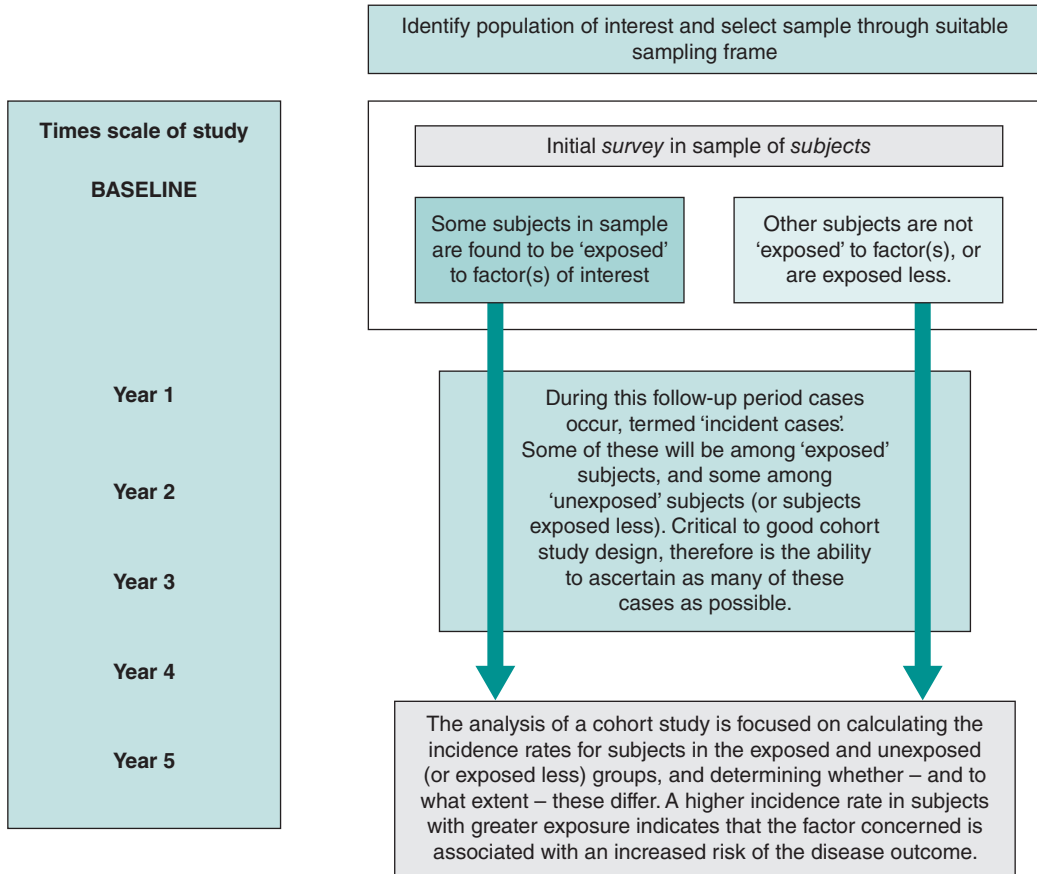 Identify population of interest and select sample through suitable
sampling frame
Times scale of study
BASELINE
Initial survey in sample of subjects
Some subjects in sample
are found to be ‘exposed’
to factor(s) of interest
Other subjects are not
‘exposed’ to factor(s), or
are exposed less.
Year 1
Year 2
Year 3
Year 4
Year 5
During this follow-up period cases
occur, termed ‘incident cases’.
Some of these will be among ‘exposed’
subjects, and some among
‘unexposed’ subjects (or subjects
exposed less). Critical to good cohort
study design, therefore is the ability
to ascertain as many of these
cases as possible.
The analysis of a cohort study is focused on calculating the
incidence rates for subjects in the exposed and unexposed
(or exposed less) groups, and determining whether – and to
what extent – these differ. A higher incidence rate in subjects
with greater exposure indicates that the factor concerned is
associated with an increased risk of the disease outcome.